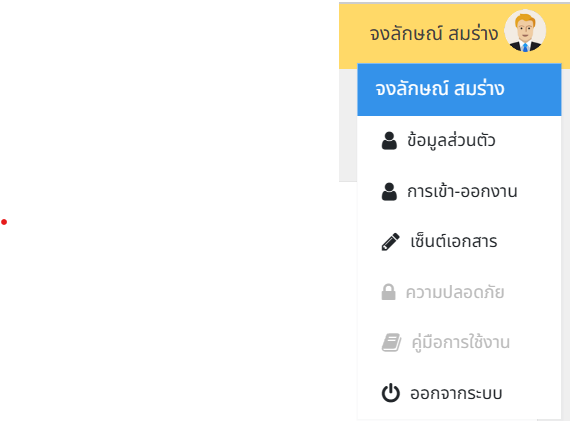 จงลักษณ์ สมร่าง
จงลักษณ์ สมร่าง
ข้อมูลส่วนตัว
การเข้า-ออกงาน
เซ็นต์เอกสาร
ความปลอดภัย
คู่มือการใช้งาน
ออกจากระบบ